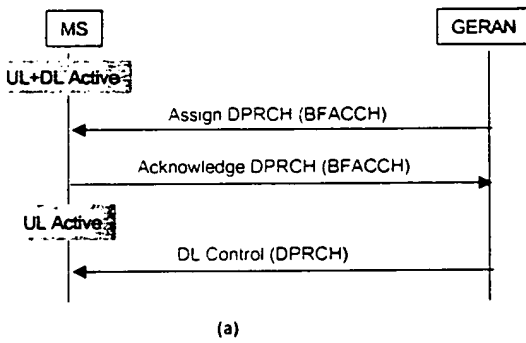 MS
GERAN
UL+DL Active
Assign DPRCH (BFACCH)
Acknowledge DPRCH (BFACCH)
UL Active
DL Control (DPRCH)
(a)